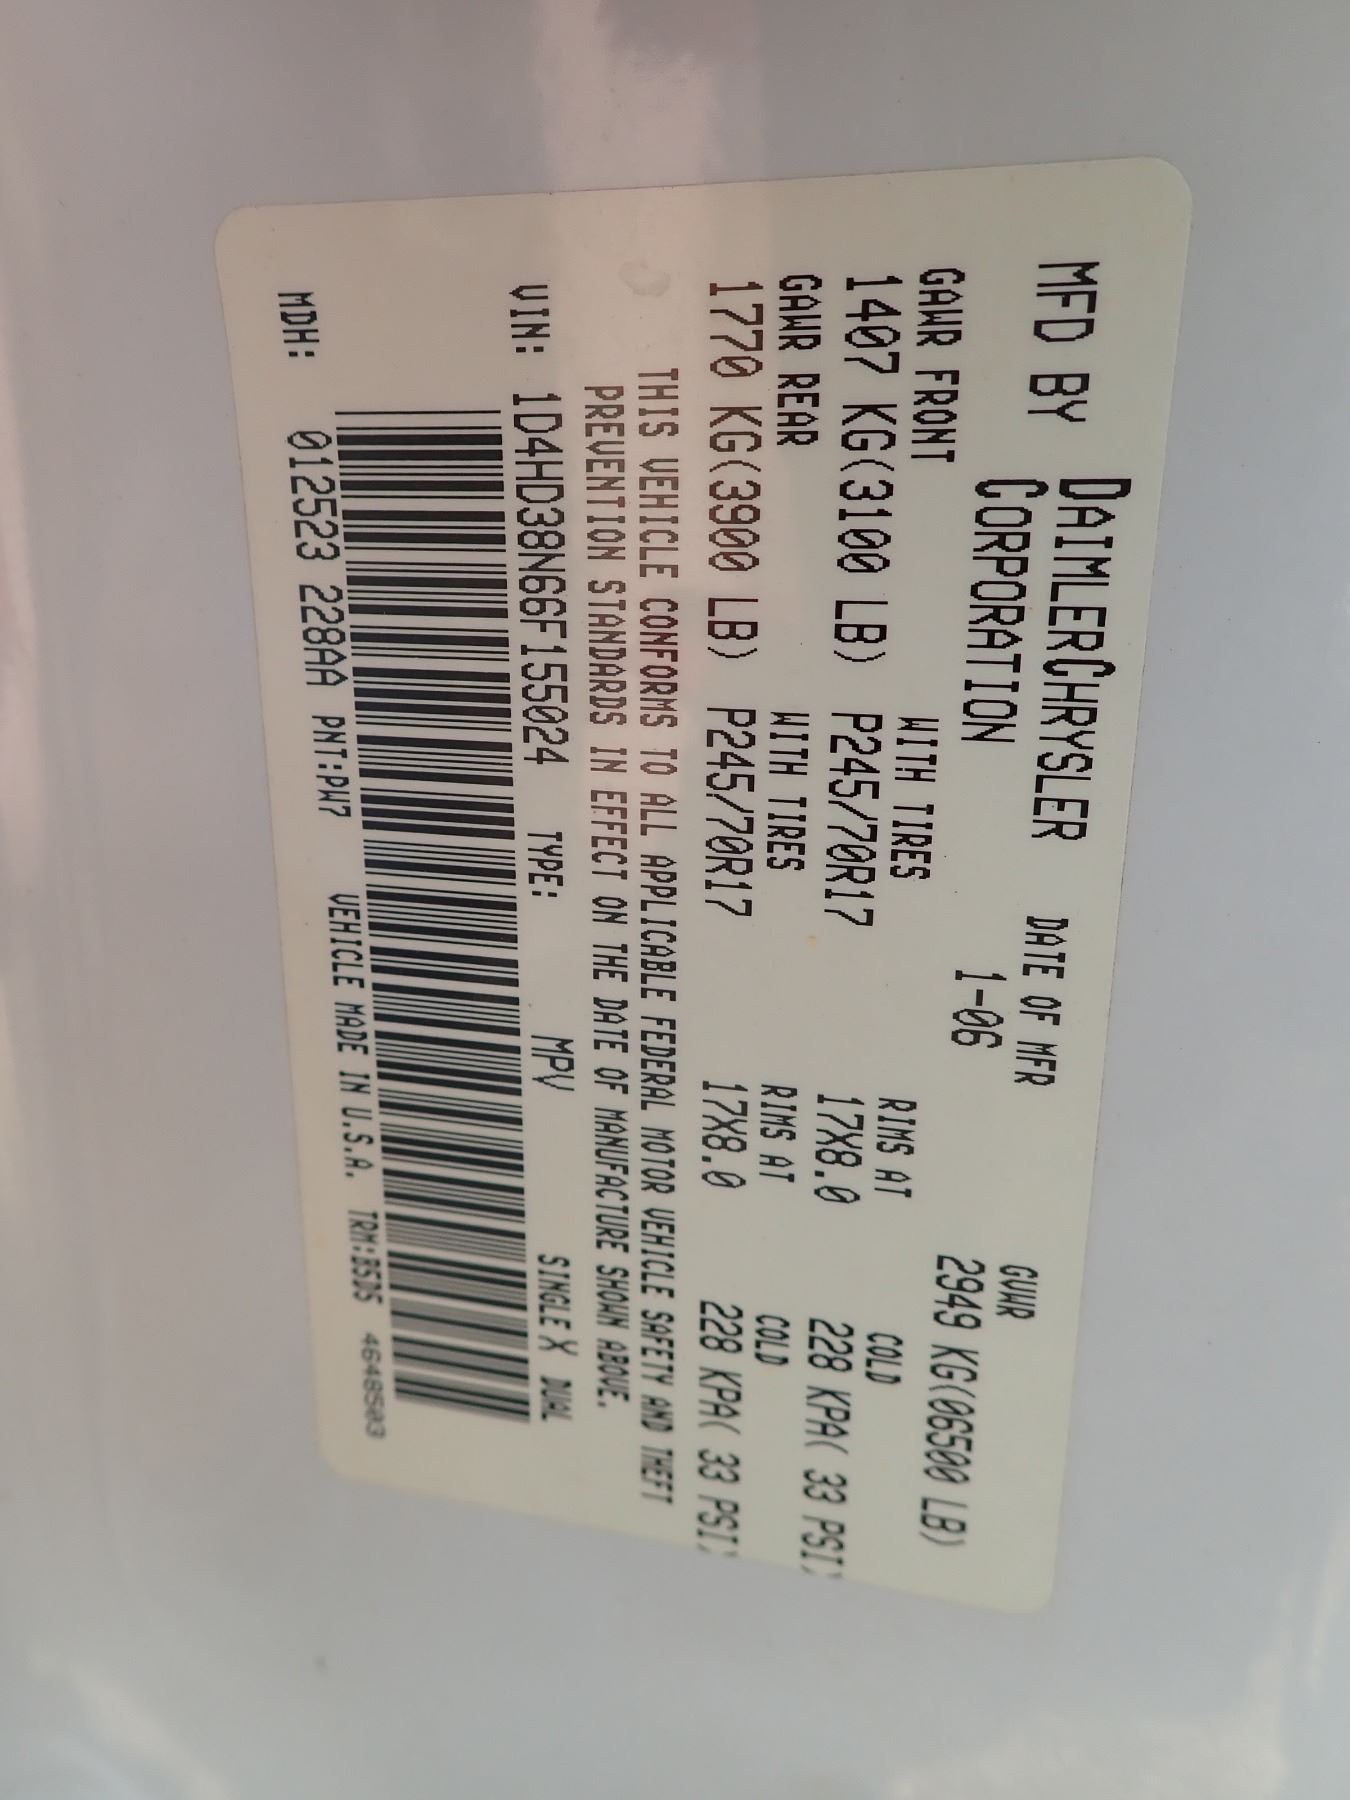 MFD BY DAIMLERCHRYSLER CORPORATION
DATE OF MFR 1-06
GVWR 2949 KG(06500 LB)
GAWR FRONT WITH TIRES RIMS AT COLD
1407 KG(3100 LB) P245/70R17 17X8.0 228 KPA( 33 PSI)
GAWR REAR WITH TIRES RIMS AT COLD
1770 KG(3900 LB) P245/70R17 17X8.0 228 KPA( 33 PSI)
THIS VEHICLE CONFORMS TO ALL APPLICABLE FEDERAL MOTOR VEHICLE SAFETY AND THEFT
PREVENTION STANDARDS IN EFFECT ON THE DATE OF MANUFACTURE SHOWN ABOVE.
VIN: 1D4HD38N66F155024 TYPE: MPV SINGLE X DUAL
MDH: 012523 228AA PNT:PW7 VEHICLE MADE IN U.S.A. TRM:B5D5 4648503